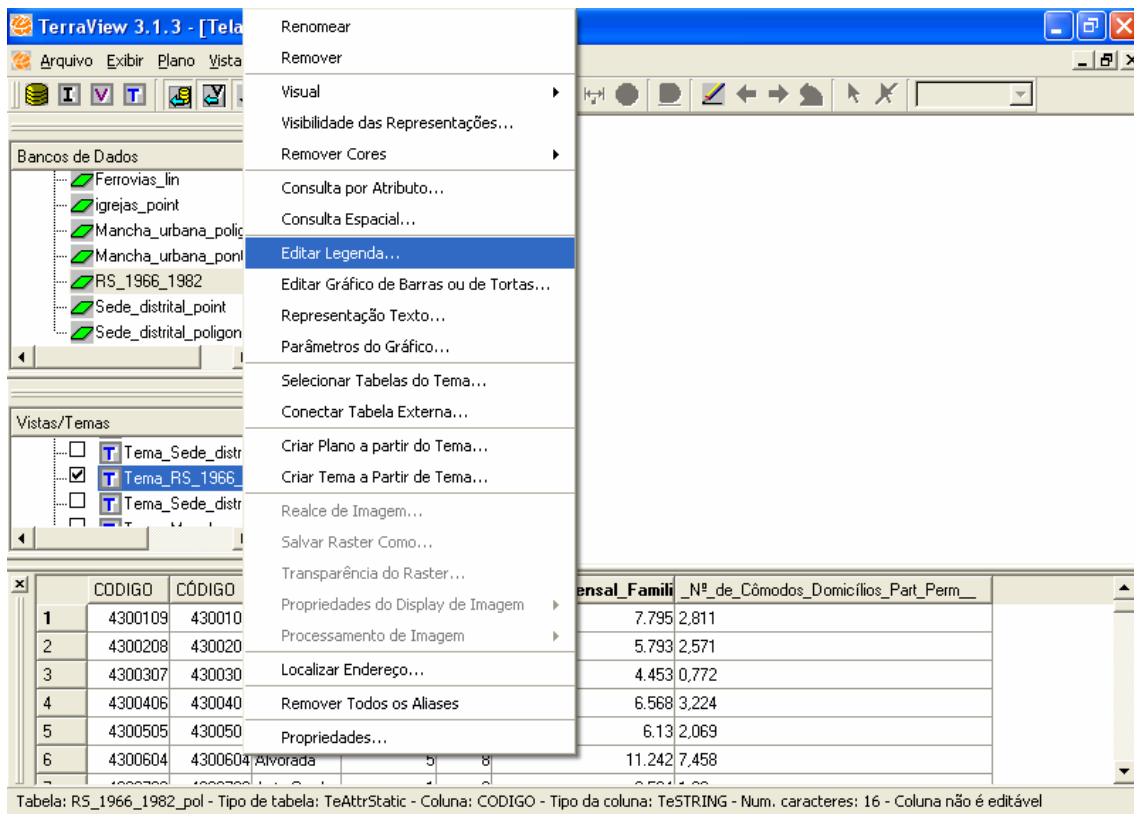 TerraView 3.1.3 - [Tela
Arquivo Exibir Plano Vista
Bancos de Dados
Ferrovias_lin
igrejas_point
Mancha_urbana_polig
Mancha_urbana_pont
RS_1966_1982
Sede_distrital_point
Sede_distrital_poligon
Vistas/Temas
Tema_Sede_distr
Tema_RS_1966_
Tema_Sede_distr
Renomear
Remover
Visual
Visibilidade das Representações...
Remover Cores
Consulta por Atributo...
Consulta Espacial...
Editar Legenda...
Editar Gráfico de Barras ou de Tortas...
Representação Texto...
Parâmetros do Gráfico...
Selecionar Tabelas do Tema...
Conectar Tabela Externa...
Criar Plano a partir do Tema...
Criar Tema a Partir de Tema...
Realce de Imagem...
Salvar Raster Como...
Transparência do Raster...
Propriedades do Display de Imagem
Processamento de Imagem
Localizar Endereço...
Remover Todos os Aliases
Propriedades...
CODIGO CÓDIGO ensal_Famili _Nº_de_Cômodos_Domicílios_Part_Perm__
1 4300109 430010 7.795 2,811
2 4300208 430020 5.793 2,571
3 4300307 430030 4.453 0,772
4 4300406 430040 6.568 3,224
5 4300505 430050 6.13 2,069
6 4300604 4300604 Alvorada 5 8 11.242 7,458
Tabela: RS_1966_1982_pol - Tipo de tabela: TeAttrStatic - Coluna: CODIGO - Tipo da coluna: TeSTRING - Num. caracteres: 16 - Coluna não é editável